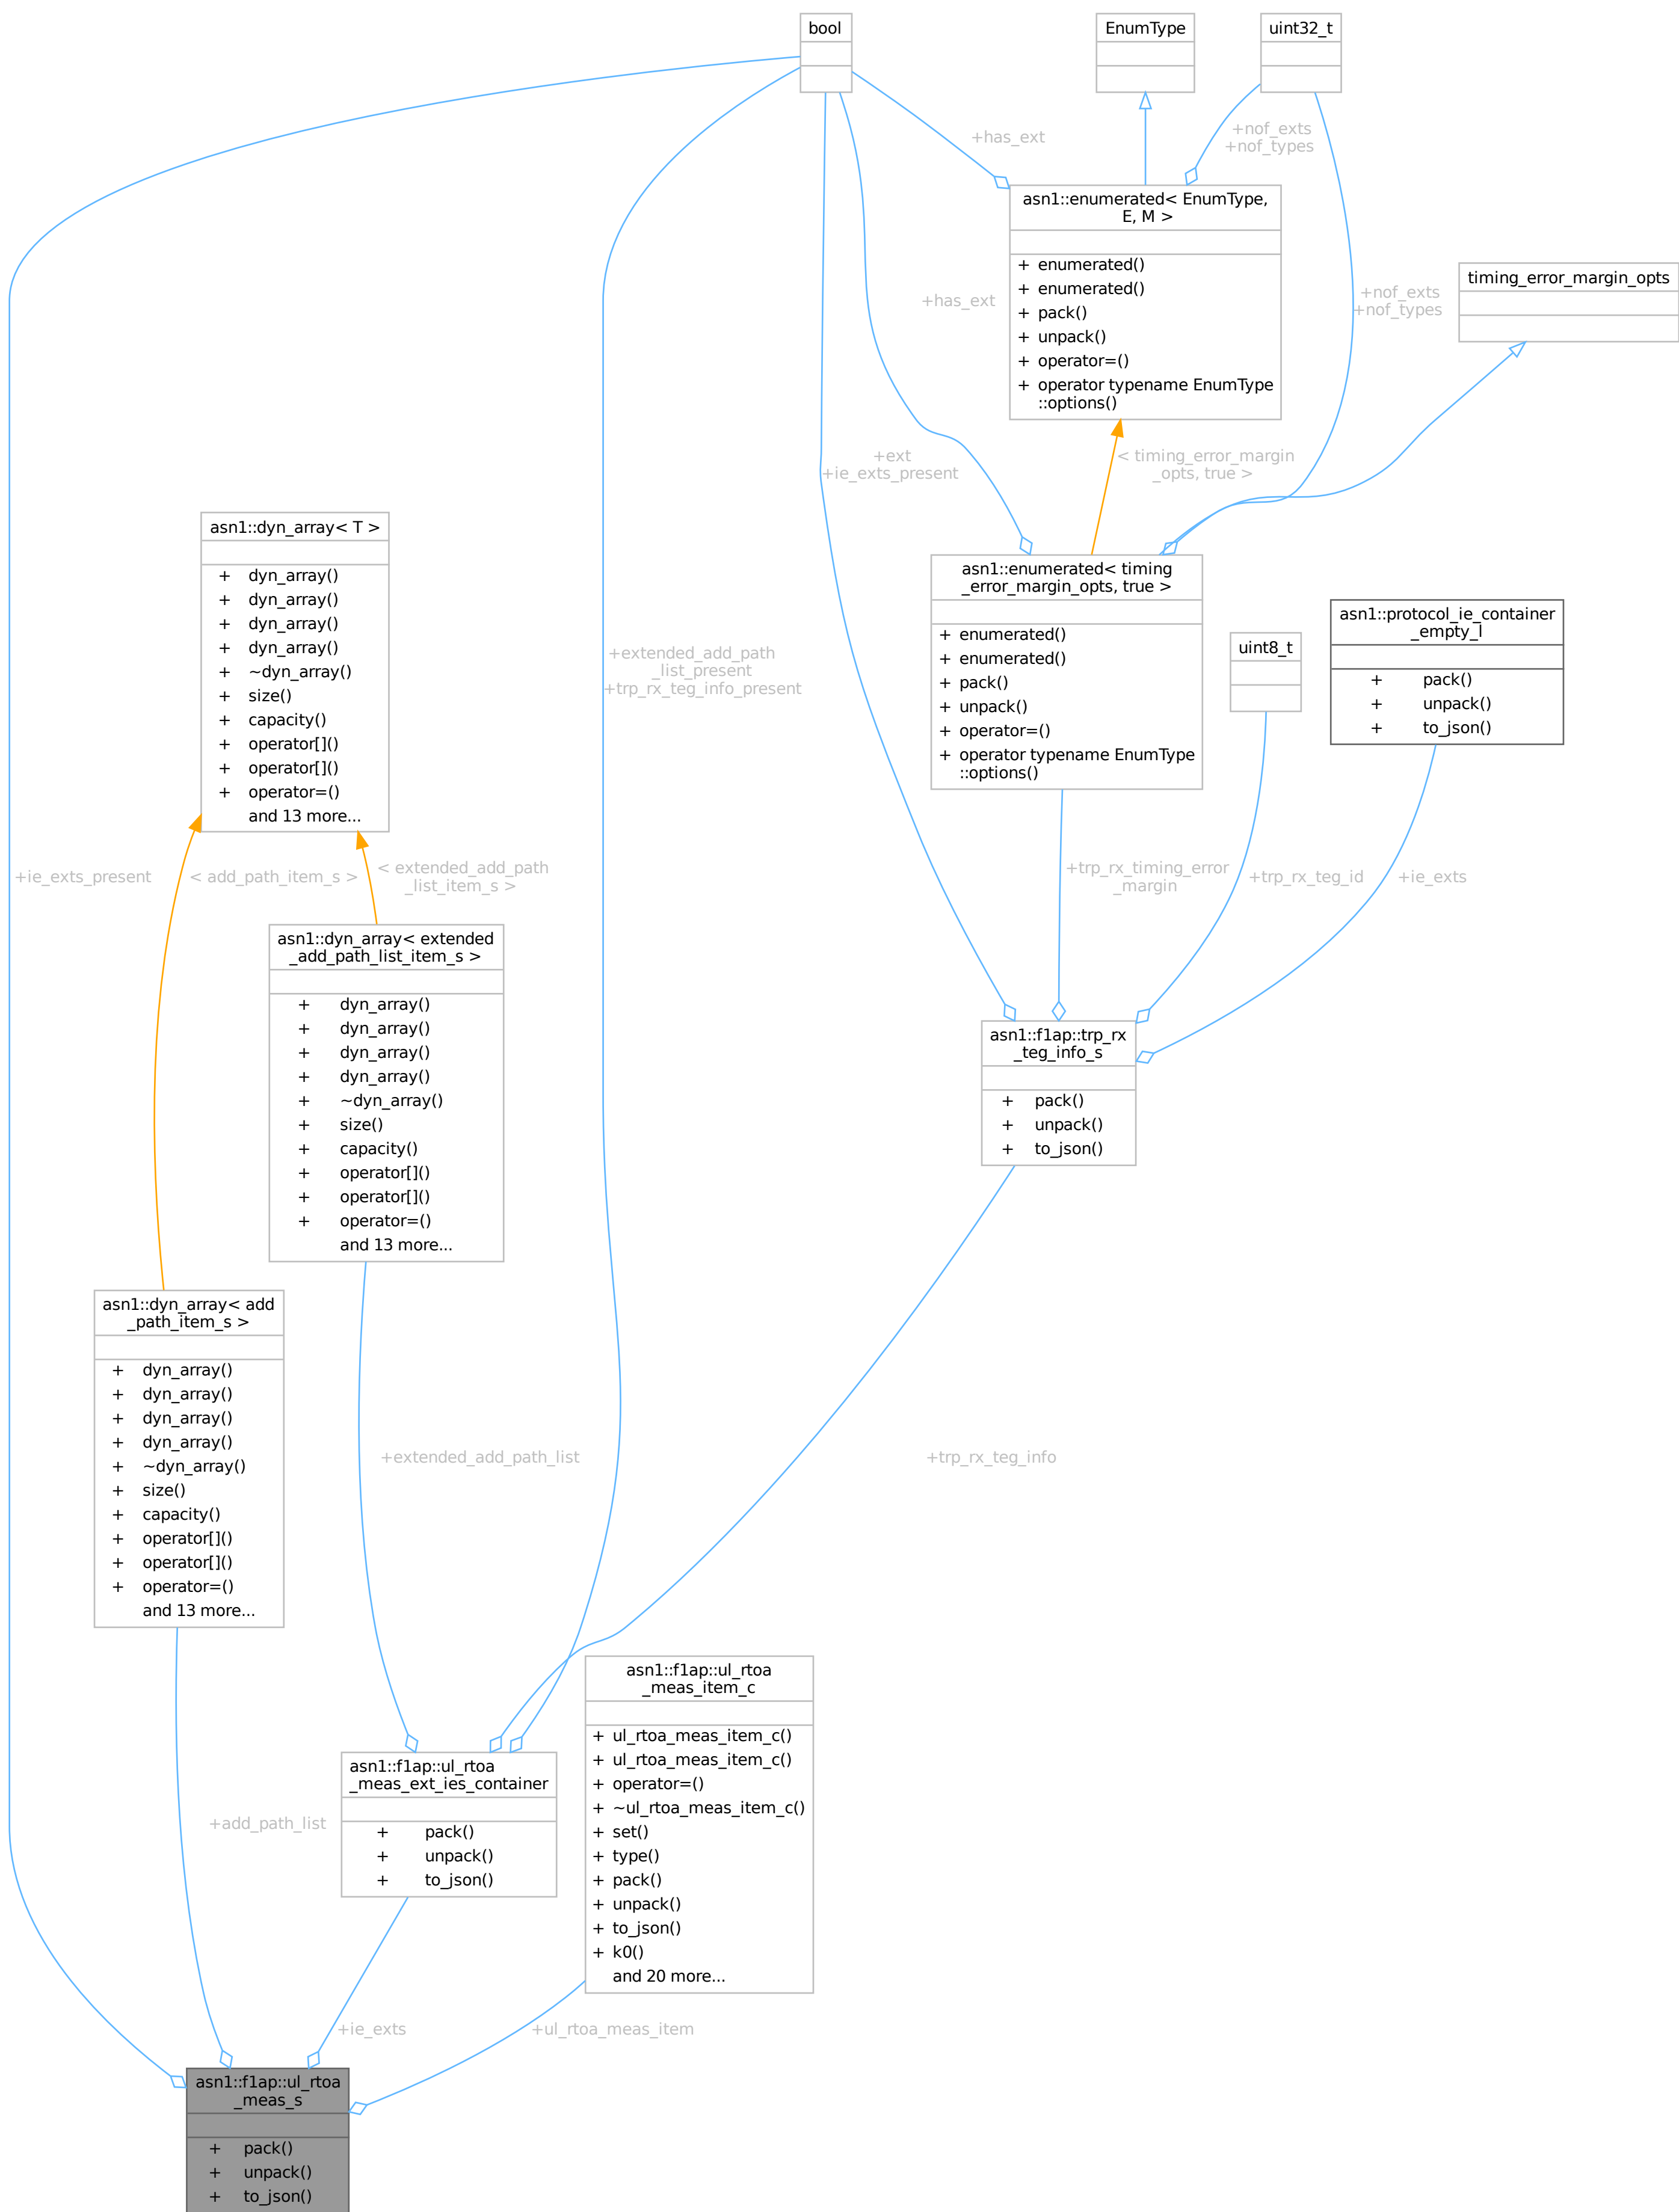 bool
EnumType
uint32_t
+has_ext
+nof_exts
+nof_types
asn1::enumerated< EnumType,
E, M >
+ enumerated()
+ enumerated()
+ pack()
+ unpack()
+ operator=()
+ operator typename EnumType
::options()
timing_error_margin_opts
+has_ext
+nof_exts
+nof_types
+ext
+ie_exts_present
< timing_error_margin
_opts, true >
asn1::dyn_array< T >
+ dyn_array()
+ dyn_array()
+ dyn_array()
+ dyn_array()
+ ~dyn_array()
+ size()
+ capacity()
+ operator[]()
+ operator[]()
+ operator=()
and 13 more...
asn1::enumerated< timing
_error_margin_opts, true >
+ enumerated()
+ enumerated()
+ pack()
+ unpack()
+ operator=()
+ operator typename EnumType
::options()
uint8_t
asn1::protocol_ie_container
_empty_l
+ pack()
+ unpack()
+ to_json()
+extended_add_path
_list_present
+trp_rx_teg_info_present
+ie_exts_present
< add_path_item_s >
< extended_add_path
_list_item_s >
+trp_rx_timing_error
_margin
+trp_rx_teg_id
+ie_exts
asn1::dyn_array< extended
_add_path_list_item_s >
+ dyn_array()
+ dyn_array()
+ dyn_array()
+ dyn_array()
+ ~dyn_array()
+ size()
+ capacity()
+ operator[]()
+ operator[]()
+ operator=()
and 13 more...
asn1::f1ap::trp_rx
_teg_info_s
+ pack()
+ unpack()
+ to_json()
asn1::dyn_array< add
_path_item_s >
+ dyn_array()
+ dyn_array()
+ dyn_array()
+ dyn_array()
+ ~dyn_array()
+ size()
+ capacity()
+ operator[]()
+ operator[]()
+ operator=()
and 13 more...
+extended_add_path_list
+trp_rx_teg_info
asn1::f1ap::ul_rtoa
_meas_item_c
+ ul_rtoa_meas_item_c()
+ ul_rtoa_meas_item_c()
+ operator=()
+ ~ul_rtoa_meas_item_c()
+ set()
+ type()
+ pack()
+ unpack()
+ to_json()
+ k0()
and 20 more...
asn1::f1ap::ul_rtoa
_meas_ext_ies_container
+ pack()
+ unpack()
+ to_json()
+add_path_list
+ie_exts
+ul_rtoa_meas_item
asn1::f1ap::ul_rtoa
_meas_s
+ pack()
+ unpack()
+ to_json()